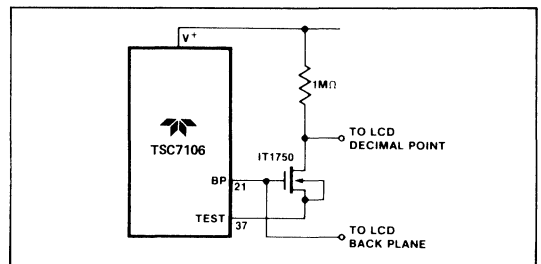 V+
1MΩ
TO LCD
DECIMAL POINT
TSC7106
IT1750
BP
21
TEST
37
TO LCD
BACK PLANE